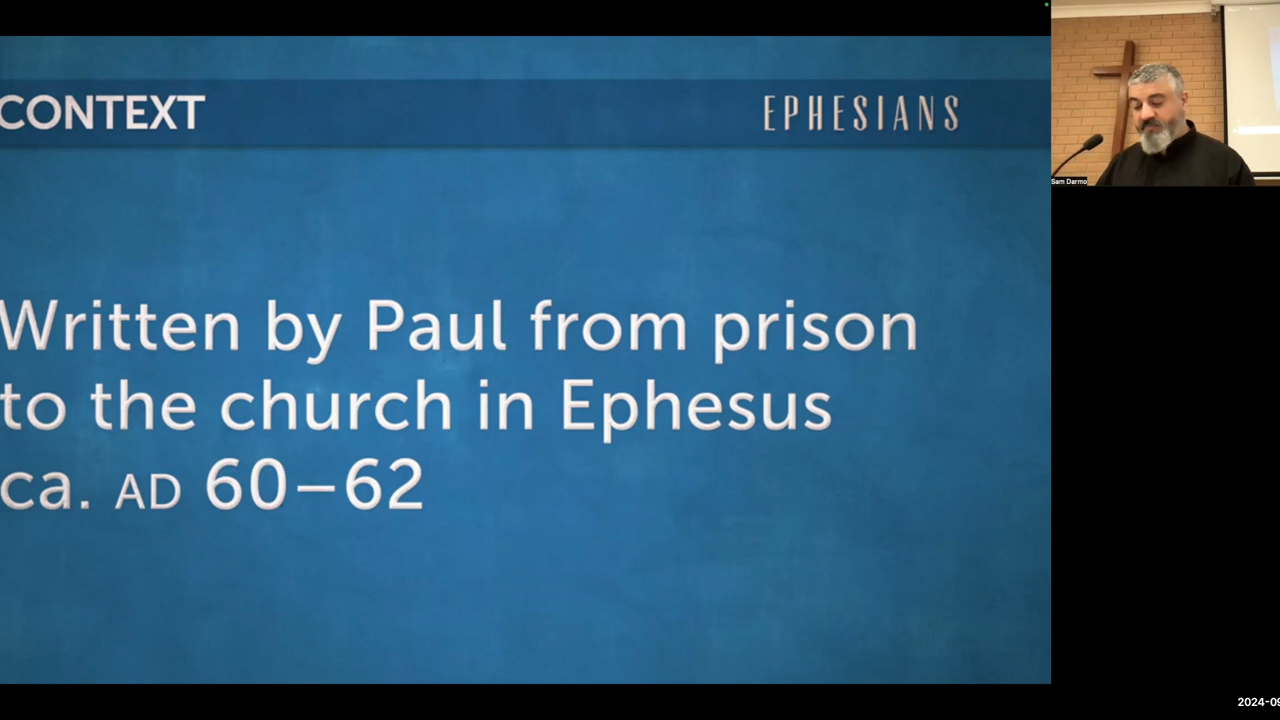 CONTEXT
EPHESIANS
Written by Paul from prison
to the church in Ephesus
ca. AD 60–62
Sam Darmo
2024-09